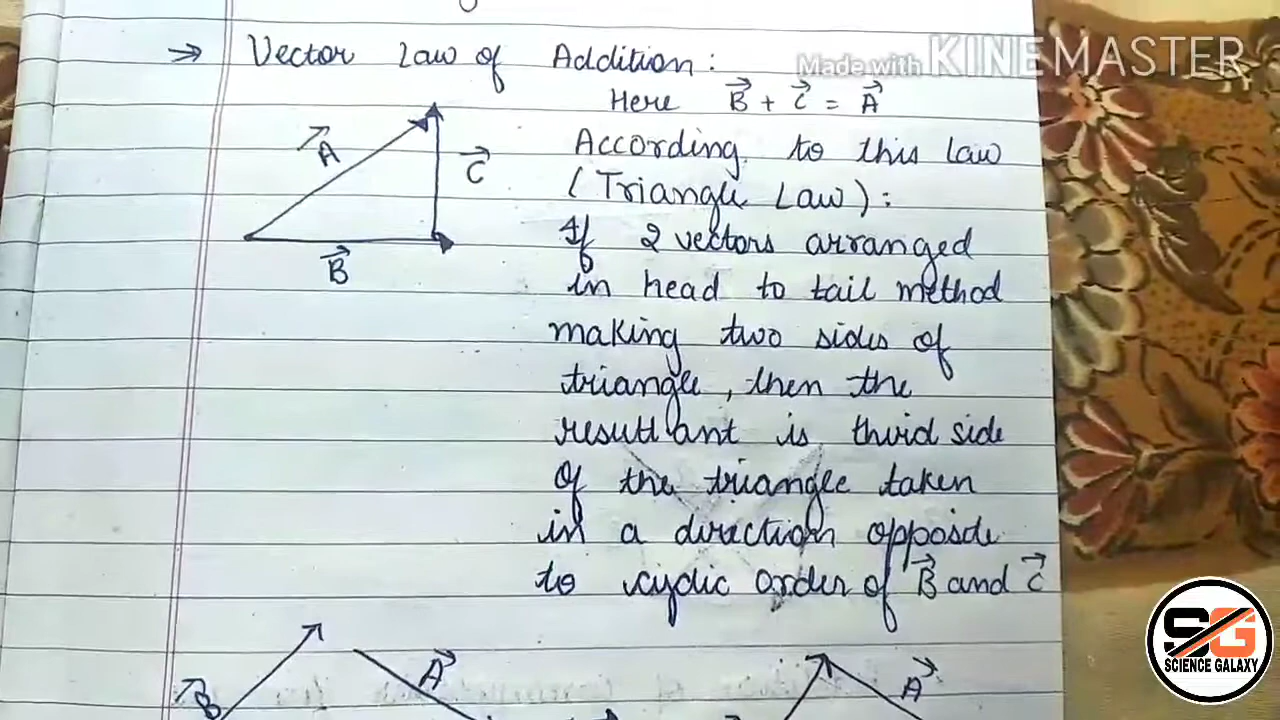 ⇒ Vector Law of Addition:
Made with KINEMASTER
Here B⃗ + C⃗ = A⃗
A⃗
C⃗
B⃗
According to this law
(Triangle Law):
If 2 vectors arranged
in head to tail method
making two sides of
triangle, then the
resultant is third side
of the triangle taken
in a direction opposite
to cyclic order of B⃗ and C⃗
B⃗
A⃗
A⃗
SG
SCIENCE GALAXY